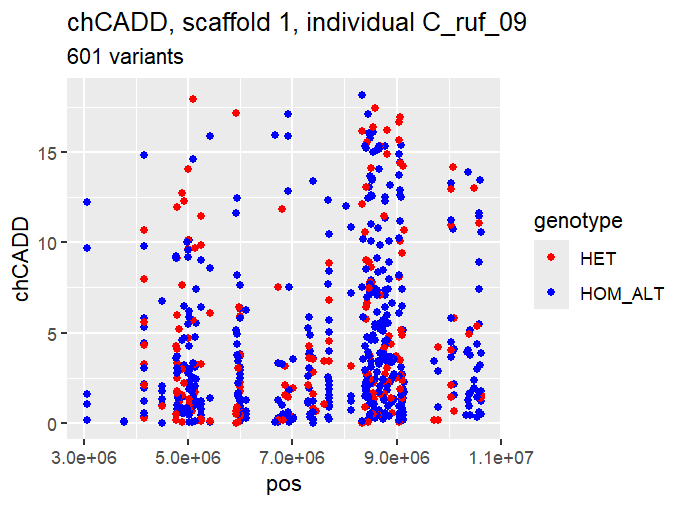 chCADD, scaffold 1, individual C_ruf_09
601 variants
chCADD
15
10
5
0
3.0e+06 5.0e+06 7.0e+06 9.0e+06 1.1e+07
pos
genotype
HET
HOM_ALT